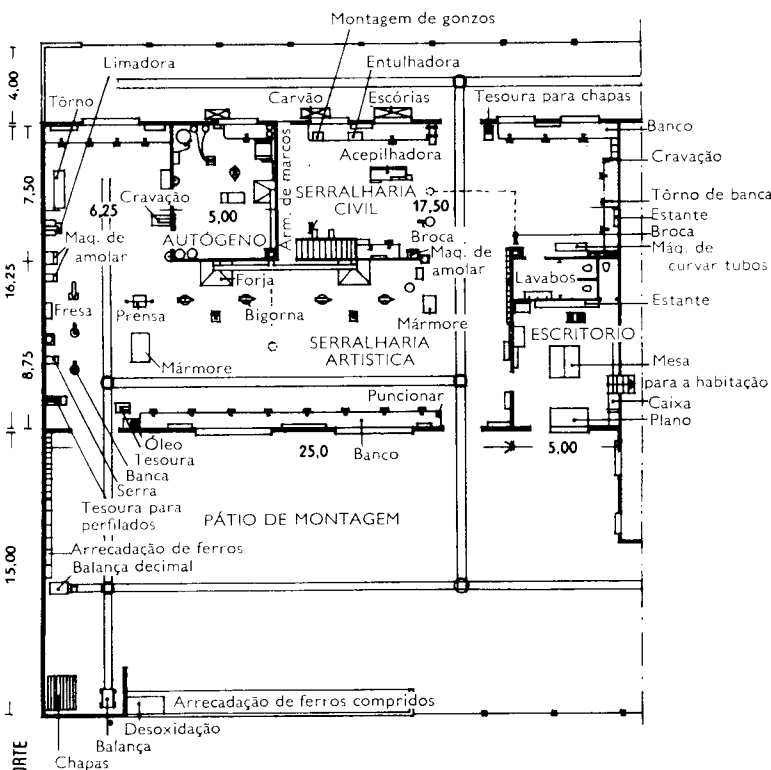 Montagem de gonzos
Limadora
Entulhadora
4,00
Tôrno
Carvão
Escórias
Tesoura para chapas
Banco
Acepilhadora
Cravação
7,50
Arm. de marcos
SERRALHARIA
CIVIL
17,50
Cravação
6,25
5,00
AUTÓGENO
Tôrno de banca
Estante
Broca
Máq. de
curvar tubos
Maq. de
amolar
Broca
Maq. de
amolar
16,25
Forja
Lavabos
Estante
Fresa
Prensa
Bigorna
Mármore
ESCRITORIO
SERRALHARIA
ARTISTICA
Mármore
Mesa
8,75
para a habitação
Puncionar
Caixa
Plano
Óleo
Tesoura
25,0
Banco
5,00
Banca
Serra
Tesoura para
perfilados
PÁTIO DE MONTAGEM
Arrecadação de ferros
Balança decimal
15,00
Arrecadação de ferros compridos
Desoxidação
Balança
Chapas